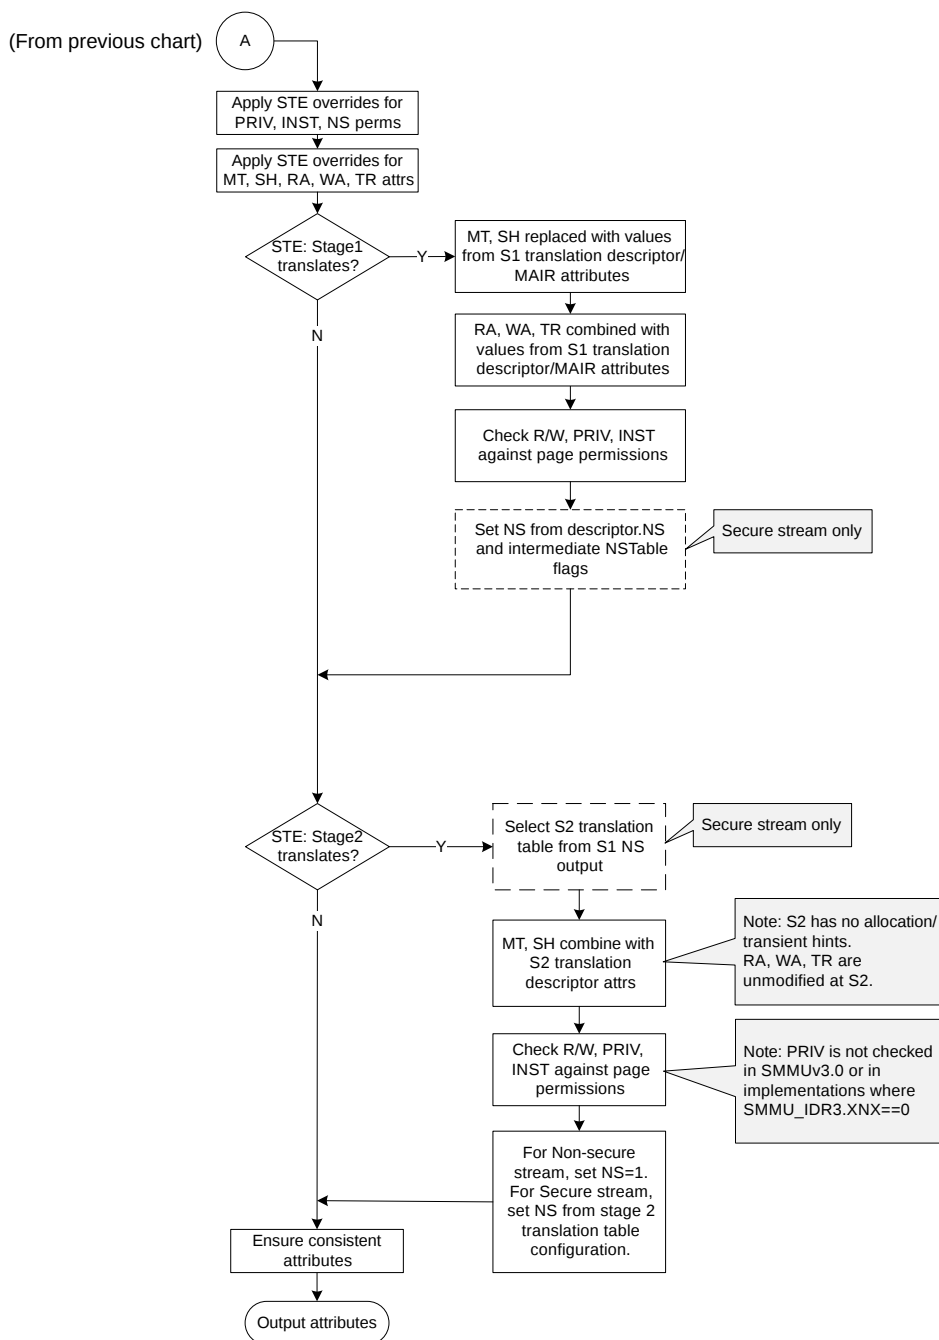 (From previous chart)
A
Apply STE overrides for
PRIV, INST, NS perms
Apply STE overrides for
MT, SH, RA, WA, TR attrs
STE: Stage1
translates?
Y
MT, SH replaced with values
from S1 translation descriptor/
MAIR attributes
N
RA, WA, TR combined with
values from S1 translation
descriptor/MAIR attributes
Check R/W, PRIV, INST
against page permissions
Set NS from descriptor.NS
and intermediate NSTable
flags
Secure stream only
STE: Stage2
translates?
Y
Select S2 translation
table from S1 NS
output
Secure stream only
N
MT, SH combine with
S2 translation
descriptor attrs
Note: S2 has no allocation/
transient hints.
RA, WA, TR are
unmodified at S2.
Check R/W, PRIV,
INST against page
permissions
Note: PRIV is not checked
in SMMUv3.0 or in
implementations where
SMMU_IDR3.XNX==0
For Non-secure
stream, set NS=1.
For Secure stream,
set NS from stage 2
translation table
configuration.
Ensure consistent
attributes
Output attributes